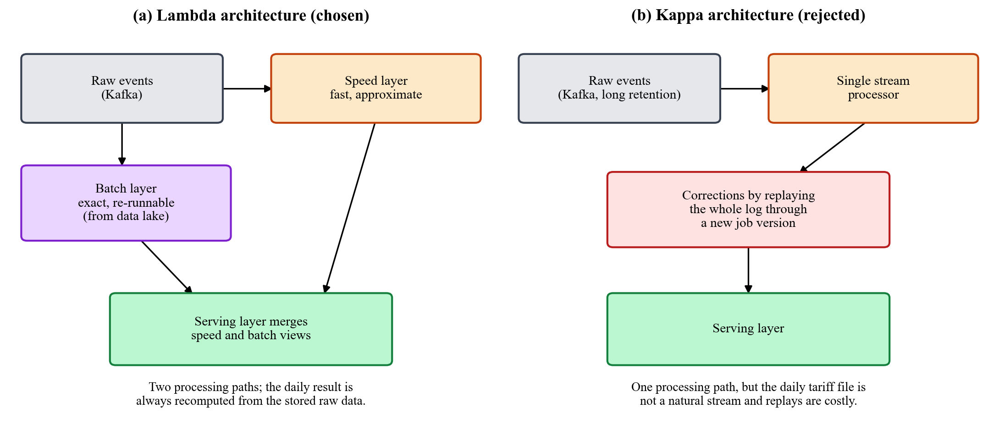 (a) Lambda architecture (chosen)
Raw events
(Kafka)
Speed layer
fast, approximate
Batch layer
exact, re-runnable
(from data lake)
Serving layer merges
speed and batch views
Two processing paths; the daily result is
always recomputed from the stored raw data.
(b) Kappa architecture (rejected)
Raw events
(Kafka, long retention)
Single stream
processor
Corrections by replaying
the whole log through
a new job version
Serving layer
One processing path, but the daily tariff file is
not a natural stream and replays are costly.